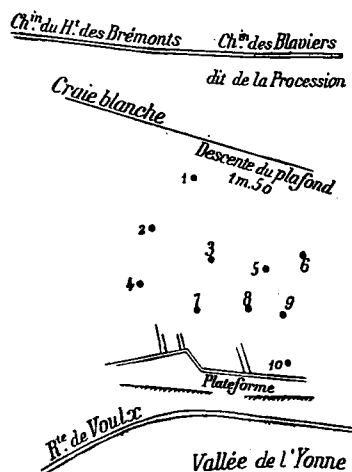 Ch.in du H.t des Brémonts
Ch.in des Blaviers
dit de la Procession
Craie blanche
Descente du plafond
1m.50
1
2
3
4
5
6
7
8
9
10
Plateforme
R.te de Voulx
Vallée de l'Yonne